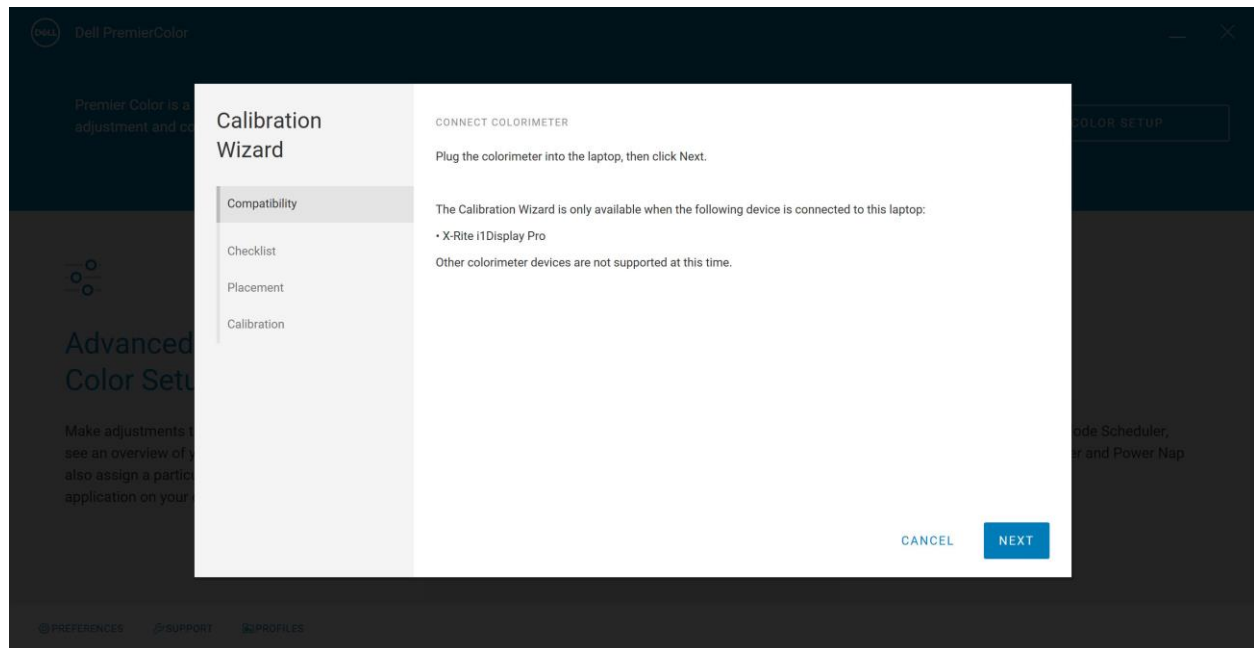 DELL Dell PremierColor
Premier Color is a
adjustment and co
COLOR SETUP
Calibration
Wizard
Compatibility
Checklist
Placement
Calibration
CONNECT COLORIMETER
Plug the colorimeter into the laptop, then click Next.
The Calibration Wizard is only available when the following device is connected to this laptop:
• X-Rite i1Display Pro
Other colorimeter devices are not supported at this time.
CANCEL NEXT
Advanced
Color Setu
Make adjustments t
see an overview of y
also assign a partic
application on your
ode Scheduler,
er and Power Nap
PREFERENCES SUPPORT PROFILES